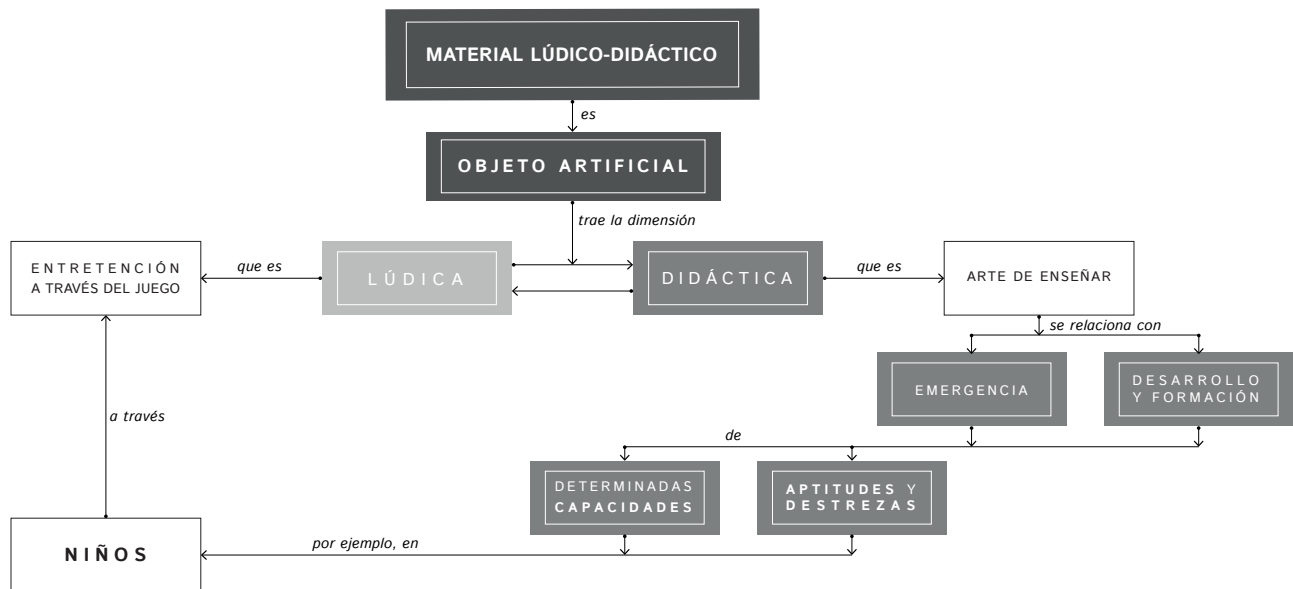 MATERIAL LÚDICO-DIDÁCTICO
es
OBJETO ARTIFICIAL
trae la dimensión
ENTRETENCIÓN
A TRAVÉS DEL JUEGO
que es
LÚDICA
DIDÁCTICA
que es
ARTE DE ENSEÑAR
se relaciona con
EMERGENCIA
DESARROLLO
Y FORMACIÓN
a través
de
DETERMINADAS
CAPACIDADES
APTITUDES Y
DESTREZAS
NIÑOS
por ejemplo, en